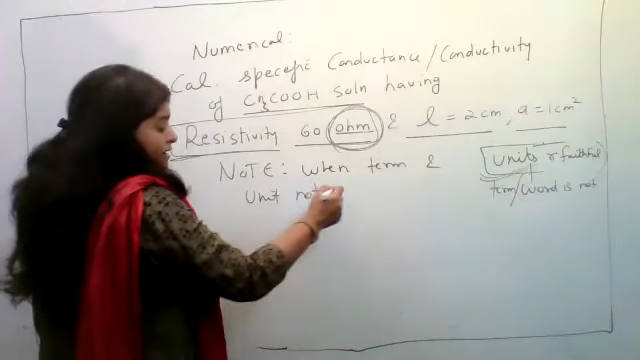 Numerical:
Cal. specific Conductance/Conductivity
of CH3COOH soln having
Resistivity 60 ohm & l = 2cm, a = 1cm²
NOTE: when term & units r faithful
Unit not term/word is not